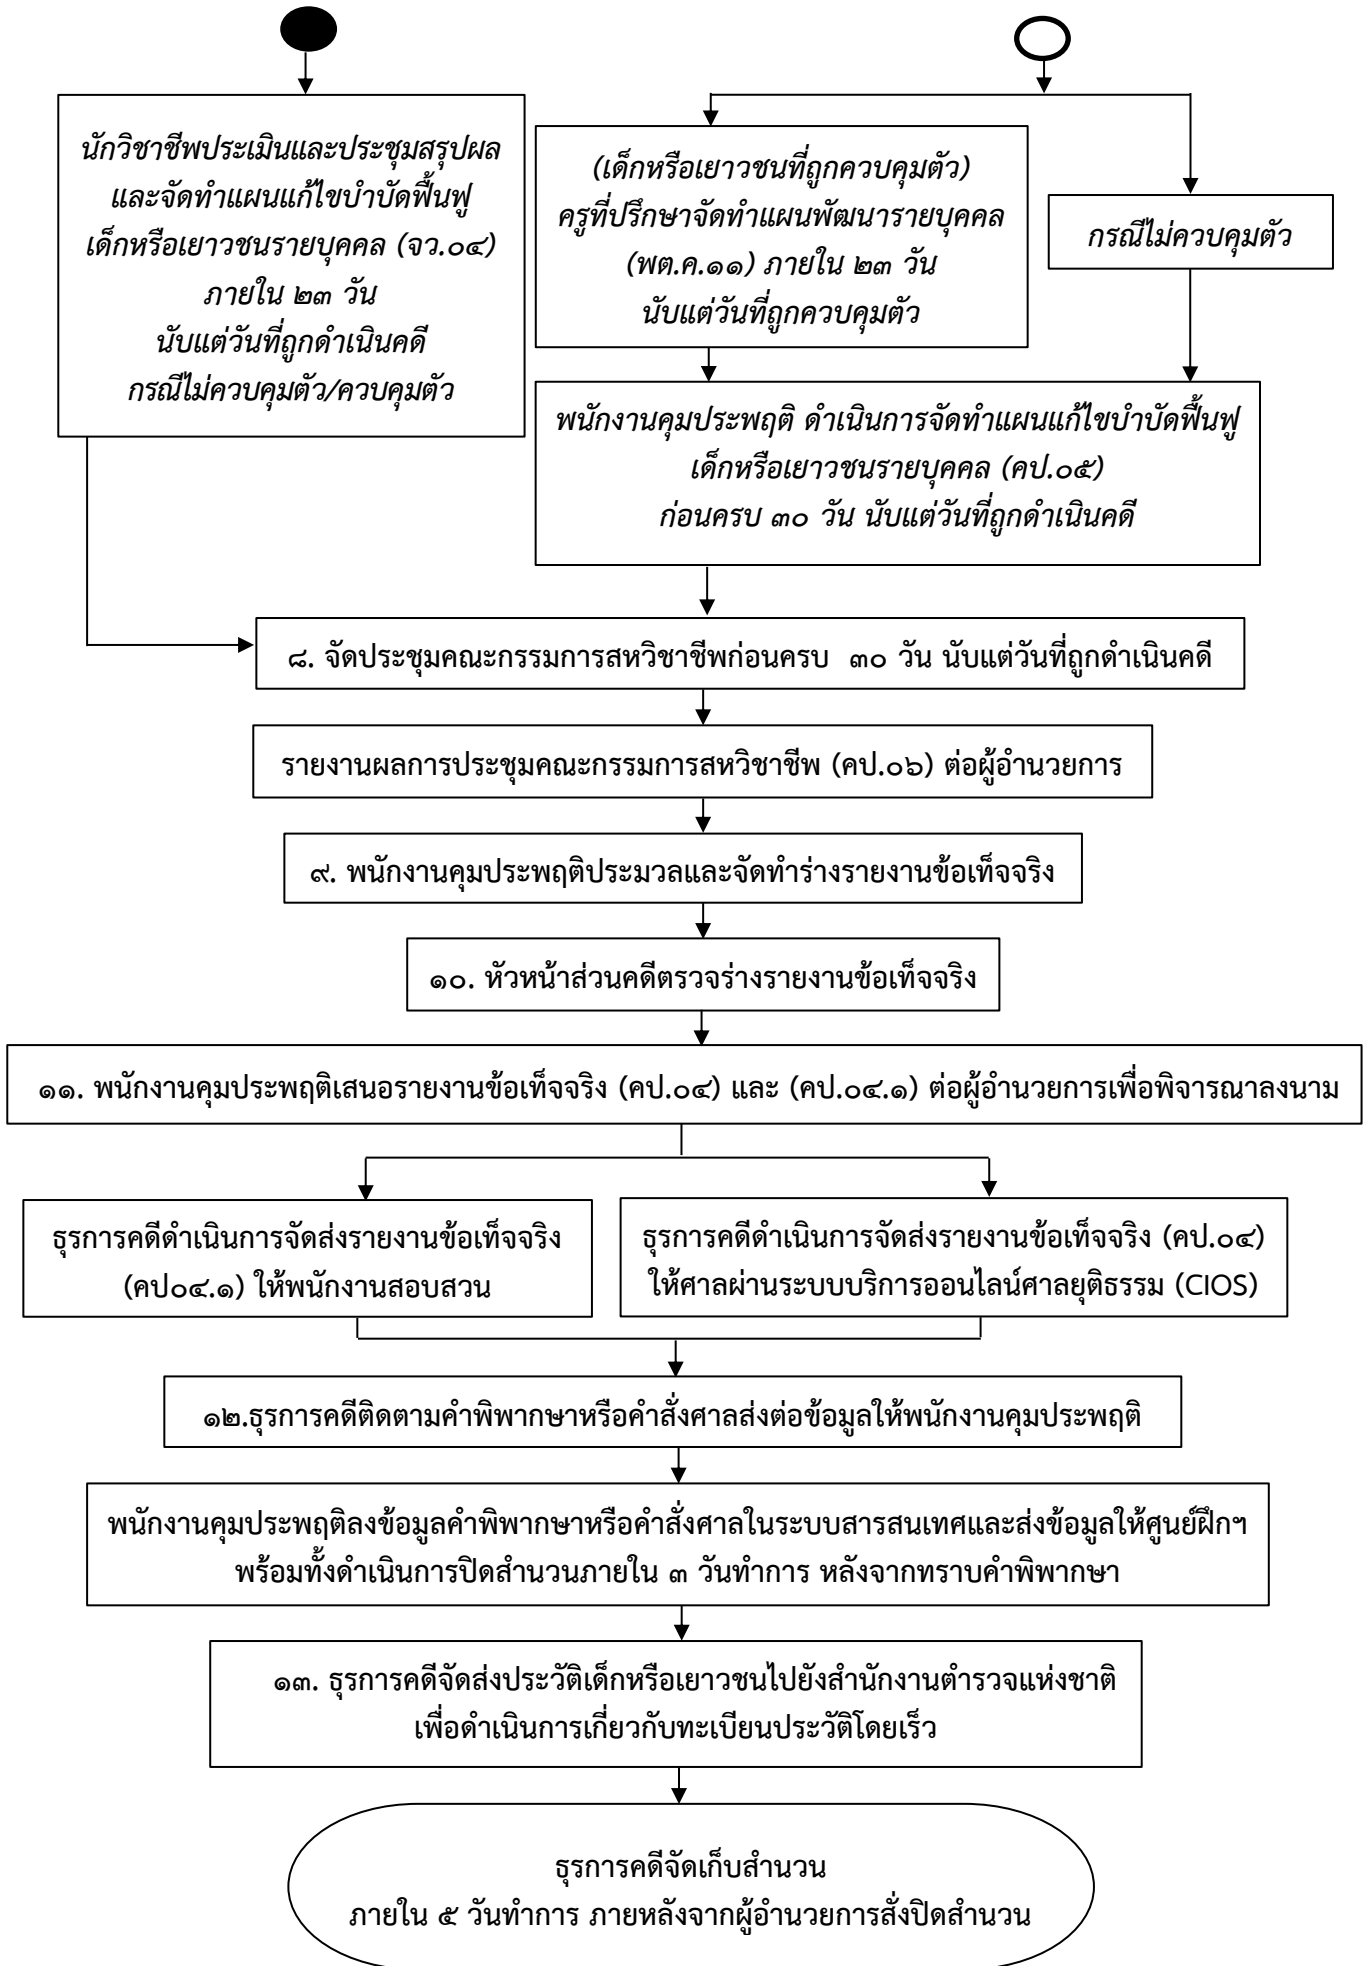 นักวิชาชีพประเมินและประชุมสรุปผล
และจัดทำแผนแก้ไขบำบัดฟื้นฟู
เด็กหรือเยาวชนรายบุคคล (จว.๐๔)
ภายใน ๒๓ วัน
นับแต่วันที่ถูกดำเนินคดี
กรณีไม่ควบคุมตัว/ควบคุมตัว
(เด็กหรือเยาวชนที่ถูกควบคุมตัว)
ครูที่ปรึกษาจัดทำแผนพัฒนารายบุคคล
(พต.ค.๑๑) ภายใน ๒๓ วัน
นับแต่วันที่ถูกควบคุมตัว
กรณีไม่ควบคุมตัว
พนักงานคุมประพฤติ ดำเนินการจัดทำแผนแก้ไขบำบัดฟื้นฟู
เด็กหรือเยาวชนรายบุคคล (คป.๐๕)
ก่อนครบ ๓๐ วัน นับแต่วันที่ถูกดำเนินคดี
๘. จัดประชุมคณะกรรมการสหวิชาชีพก่อนครบ ๓๐ วัน นับแต่วันที่ถูกดำเนินคดี
รายงานผลการประชุมคณะกรรมการสหวิชาชีพ (คป.๐๖) ต่อผู้อำนวยการ
๙. พนักงานคุมประพฤติประมวลและจัดทำร่างรายงานข้อเท็จจริง
๑๐. หัวหน้าส่วนคดีตรวจร่างรายงานข้อเท็จจริง
๑๑. พนักงานคุมประพฤติเสนอรายงานข้อเท็จจริง (คป.๐๔) และ (คป.๐๔.๑) ต่อผู้อำนวยการเพื่อพิจารณาลงนาม
ธุรการคดีดำเนินการจัดส่งรายงานข้อเท็จจริง
(คป๐๔.๑) ให้พนักงานสอบสวน
ธุรการคดีดำเนินการจัดส่งรายงานข้อเท็จจริง (คป.๐๔)
ให้ศาลผ่านระบบบริการออนไลน์ศาลยุติธรรม (CIOS)
๑๒.ธุรการคดีติดตามคำพิพากษาหรือคำสั่งศาลส่งต่อข้อมูลให้พนักงานคุมประพฤติ
พนักงานคุมประพฤติลงข้อมูลคำพิพากษาหรือคำสั่งศาลในระบบสารสนเทศและส่งข้อมูลให้ศูนย์ฝึกฯ
พร้อมทั้งดำเนินการปิดสำนวนภายใน ๓ วันทำการ หลังจากทราบคำพิพากษา
๑๓. ธุรการคดีจัดส่งประวัติเด็กหรือเยาวชนไปยังสำนักงานตำรวจแห่งชาติ
เพื่อดำเนินการเกี่ยวกับทะเบียนประวัติโดยเร็ว
ธุรการคดีจัดเก็บสำนวน
ภายใน ๕ วันทำการ ภายหลังจากผู้อำนวยการสั่งปิดสำนวน